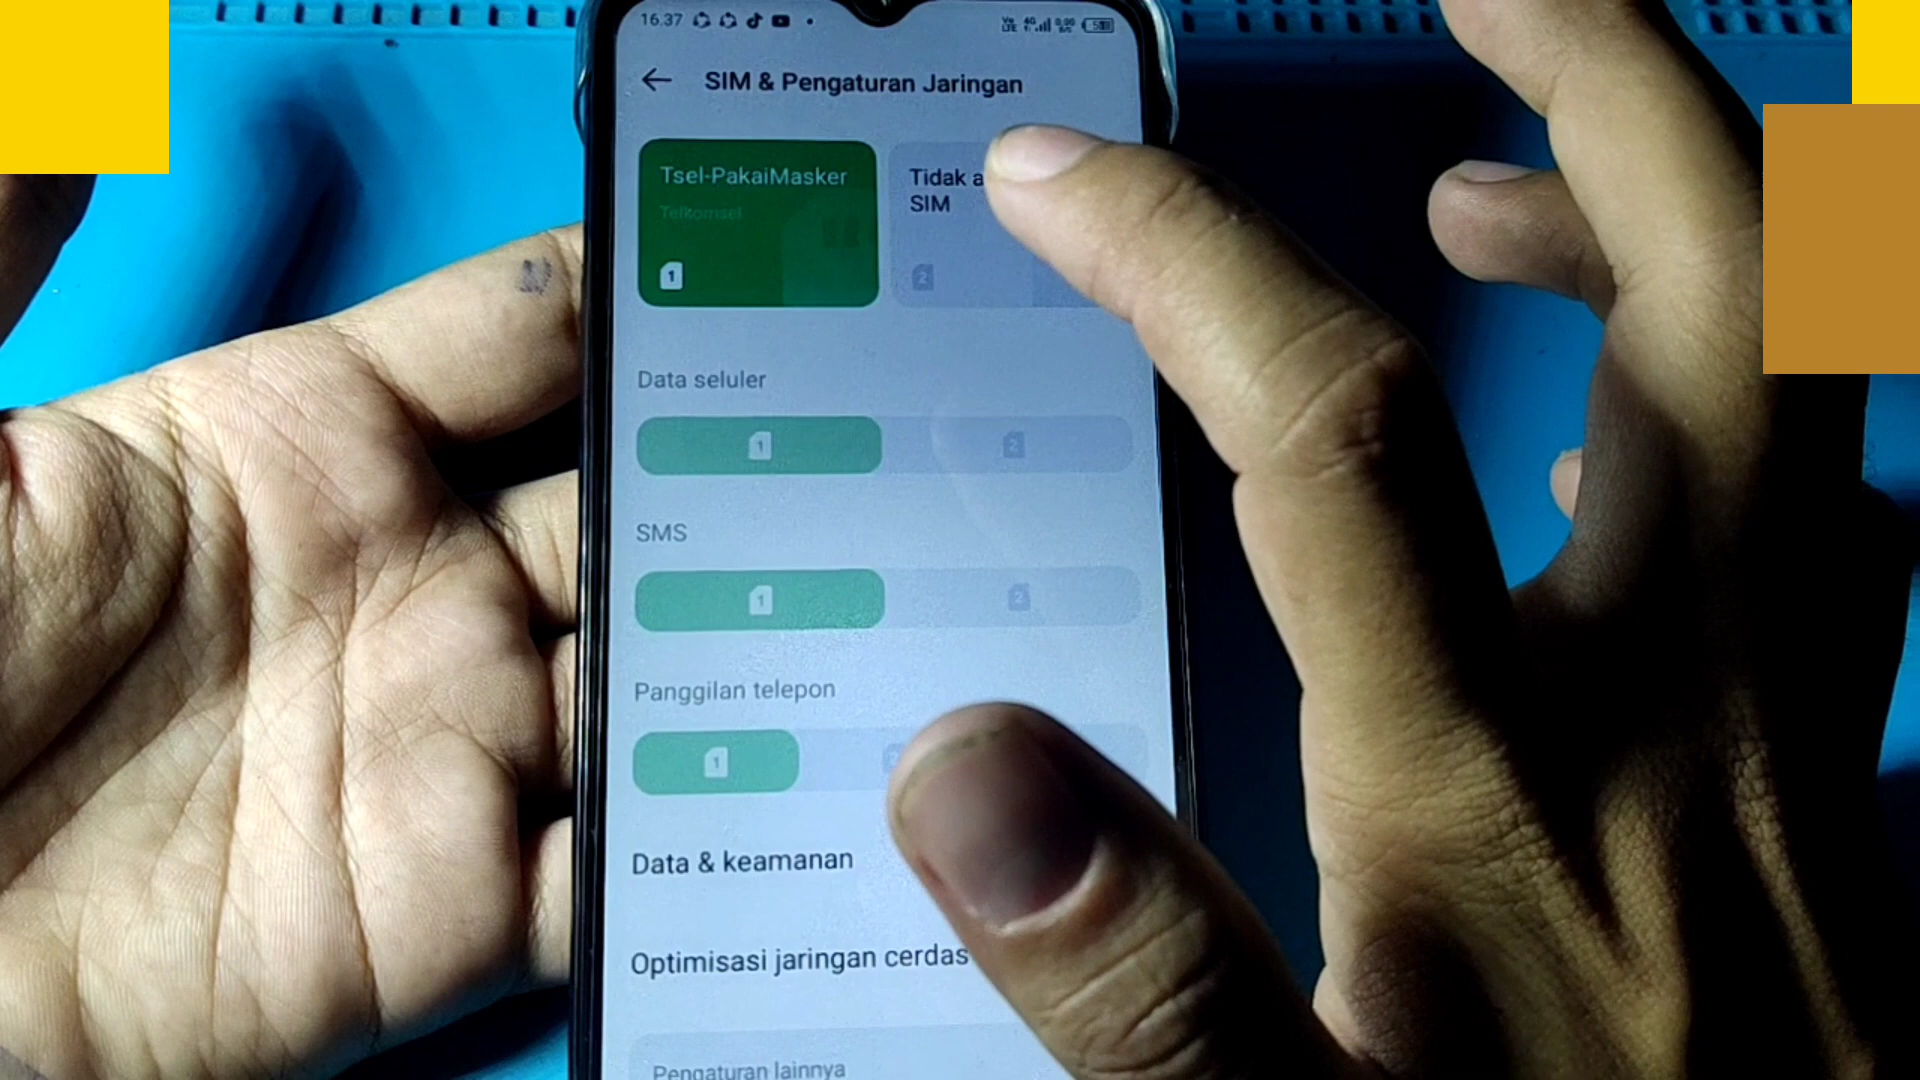 16.37
SIM & Pengaturan Jaringan
Tsel-PakaiMasker
Telkomsel
1
Tidak a
SIM
2
Data seluler
1
2
SMS
1
2
Panggilan telepon
1
Data & keamanan
Optimisasi jaringan cerdas
Pengaturan lainnya